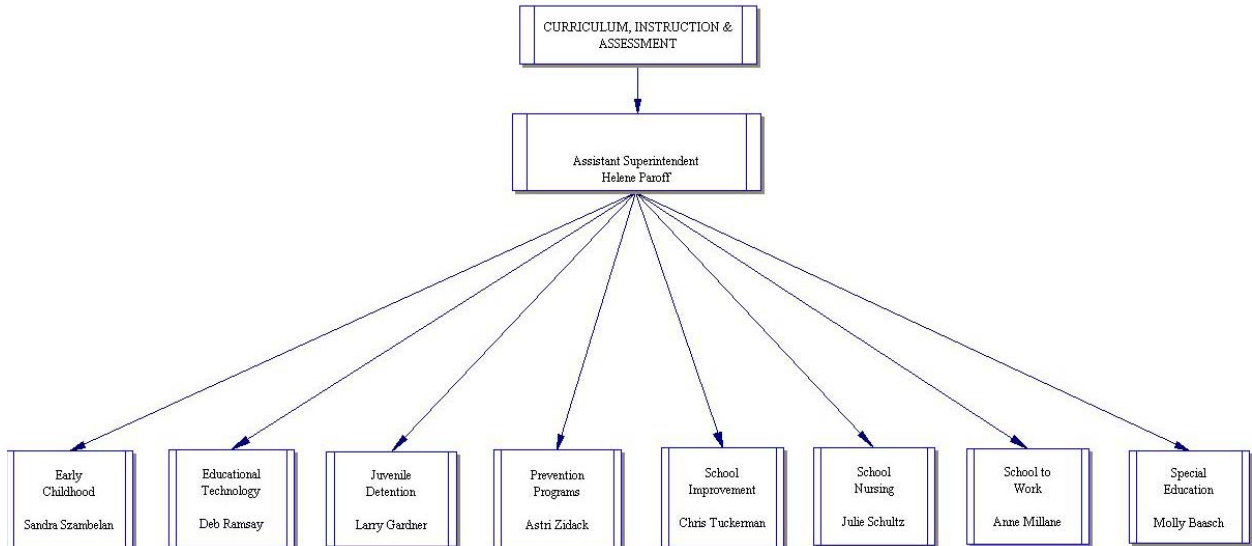 CURRICULUM, INSTRUCTION &
ASSESSMENT
Assistant Superintendent
Helene Paroff
Early
Childhood
Sandra Szambelan
Educational
Technology
Deb Ramsay
Juvenile
Detention
Larry Gardner
Prevention
Programs
Astri Zidack
School
Improvement
Chris Tuckerman
School
Nursing
Julie Schultz
School to
Work
Anne Millane
Special
Education
Molly Baasch